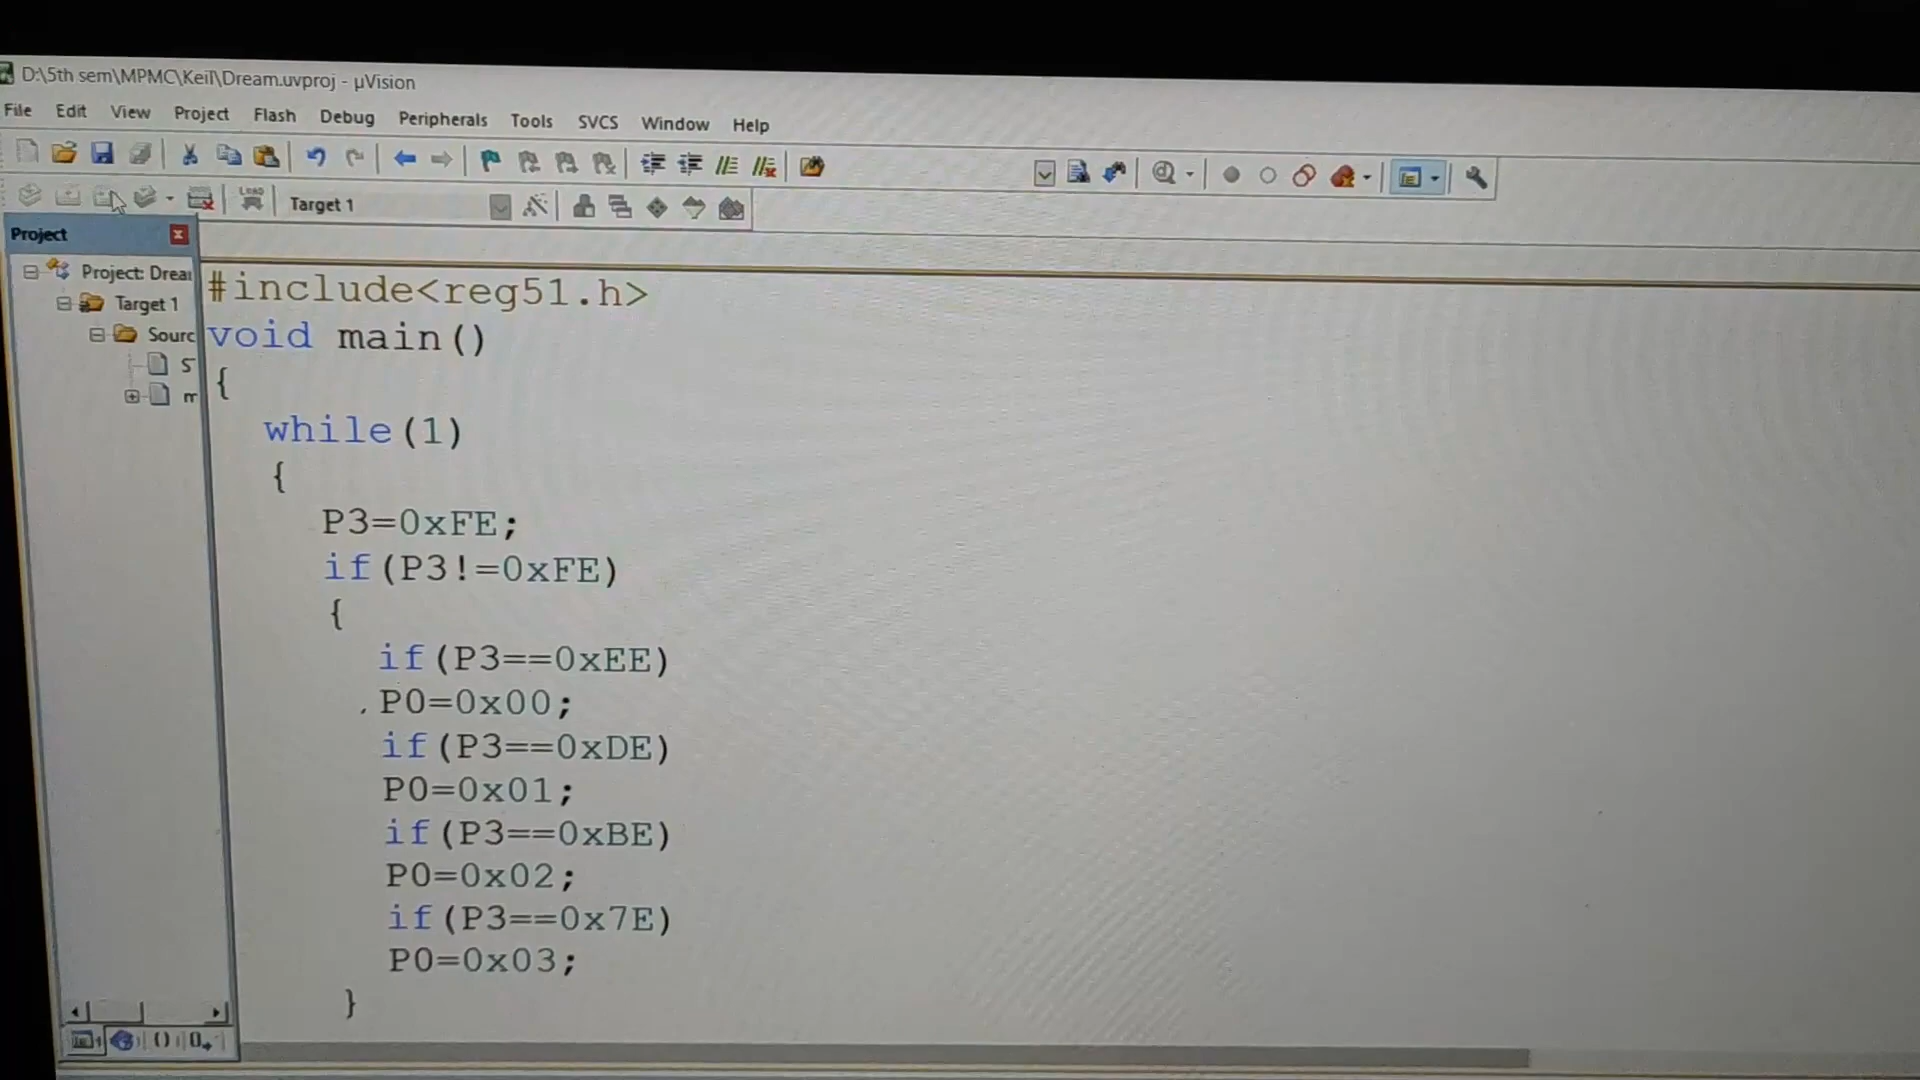 D:\5th sem\MPMC\Keil\Dream.uvproj - µVision
File Edit View Project Flash Debug Peripherals Tools SVCS Window Help
LOAD Target 1
Project
Project: Drea
Target 1
Sourc
S
m
#include<reg51.h>
void main()
{
while(1)
{
P3=0xFE;
if(P3!=0xFE)
{
if(P3==0xEE)
P0=0x00;
if(P3==0xDE)
P0=0x01;
if(P3==0xBE)
P0=0x02;
if(P3==0x7E)
P0=0x03;
}